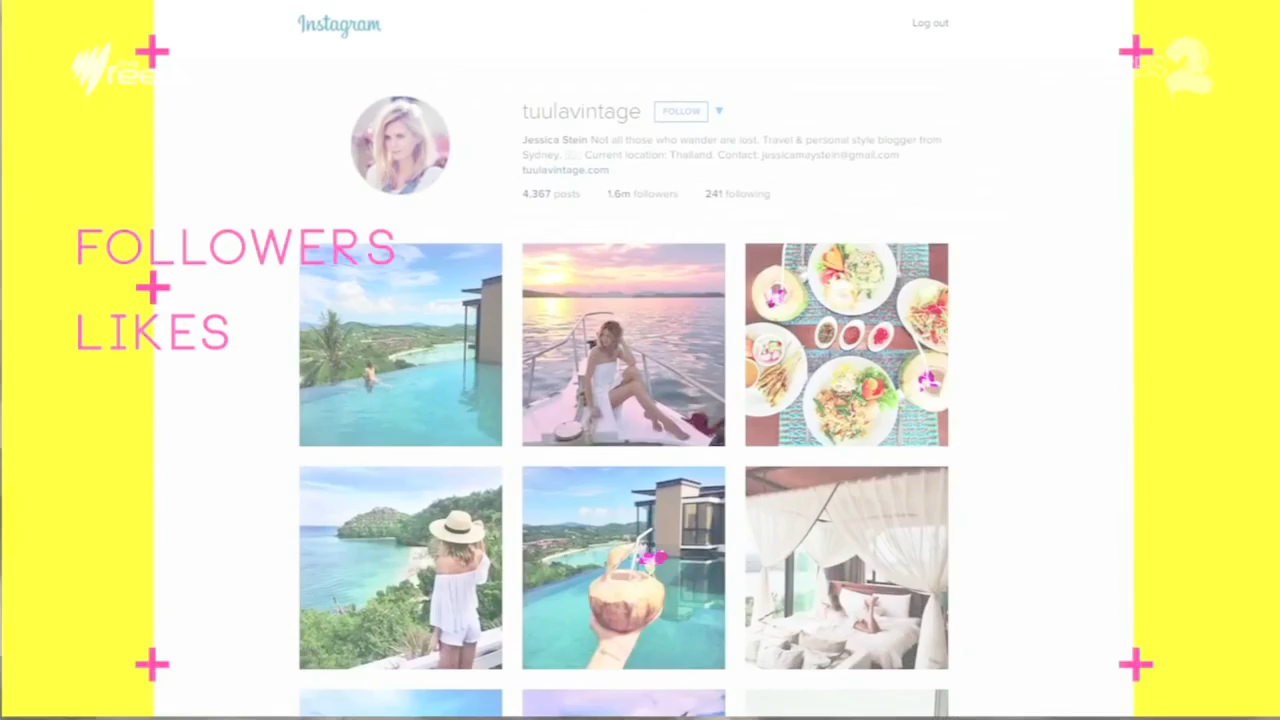 Instagram
Log out
tuulavintage FOLLOW
Jessica Stein Not all those who wander are lost. Travel & personal style blogger from
Sydney. Current location: Thailand. Contact: jessicamaystein@gmail.com
tuulavintage.com
4,367 posts 1.6m followers 241 following
FOLLOWERS
+
LIKES